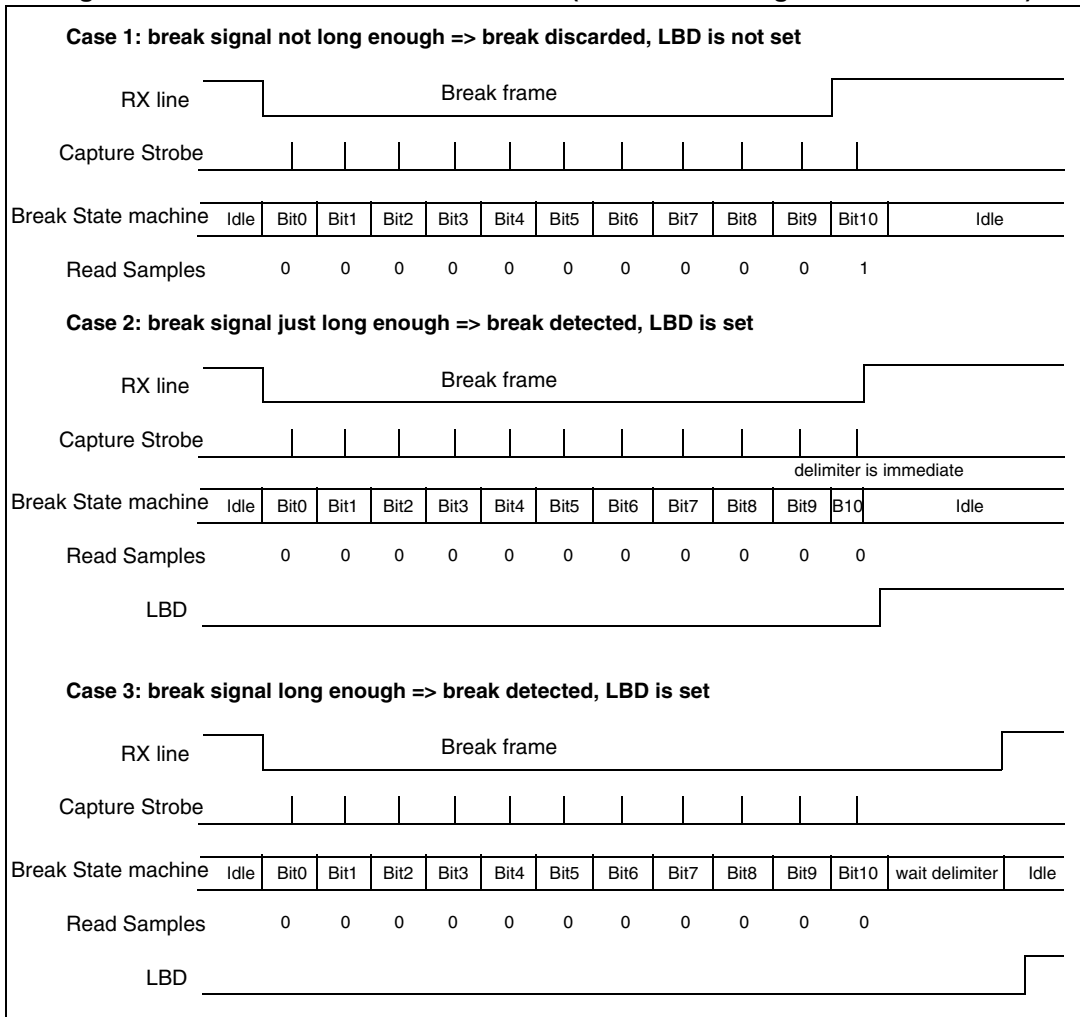 Case 1: break signal not long enough => break discarded, LBD is not set
RX line Break frame
Capture Strobe
Break State machine Idle Bit0 Bit1 Bit2 Bit3 Bit4 Bit5 Bit6 Bit7 Bit8 Bit9 Bit10 Idle
Read Samples 0 0 0 0 0 0 0 0 0 0 1
Case 2: break signal just long enough => break detected, LBD is set
RX line Break frame
Capture Strobe
delimiter is immediate
Break State machine Idle Bit0 Bit1 Bit2 Bit3 Bit4 Bit5 Bit6 Bit7 Bit8 Bit9 B10 Idle
Read Samples 0 0 0 0 0 0 0 0 0 0 0
LBD
Case 3: break signal long enough => break detected, LBD is set
RX line Break frame
Capture Strobe
Break State machine Idle Bit0 Bit1 Bit2 Bit3 Bit4 Bit5 Bit6 Bit7 Bit8 Bit9 Bit10 wait delimiter Idle
Read Samples 0 0 0 0 0 0 0 0 0 0 0
LBD